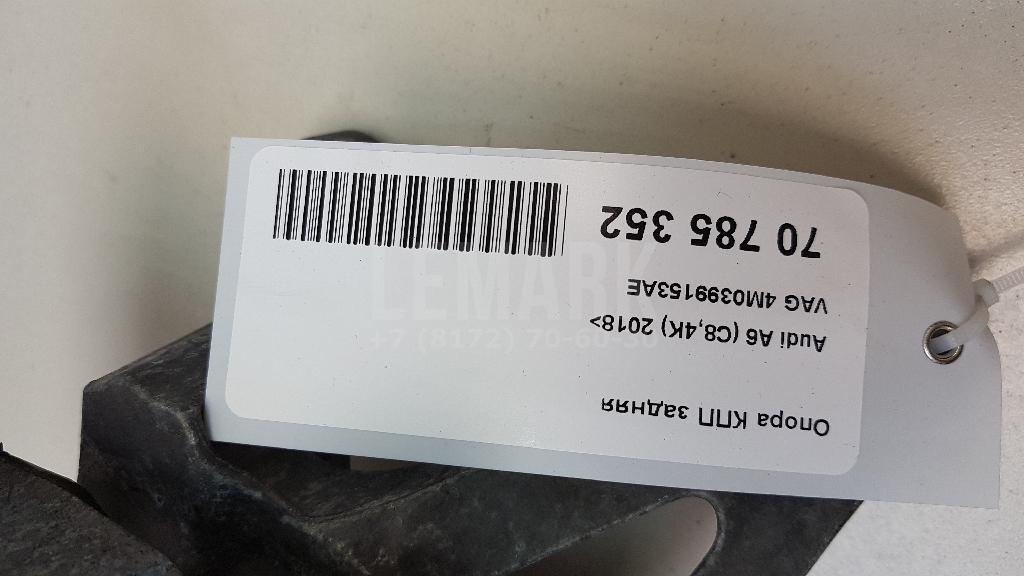 Опора КПП задняя
Audi A6 (C8,4K) 2018>
VAG 4M0399153AE
70 785 352
LEMARK
+7 (8172) 70-60-30